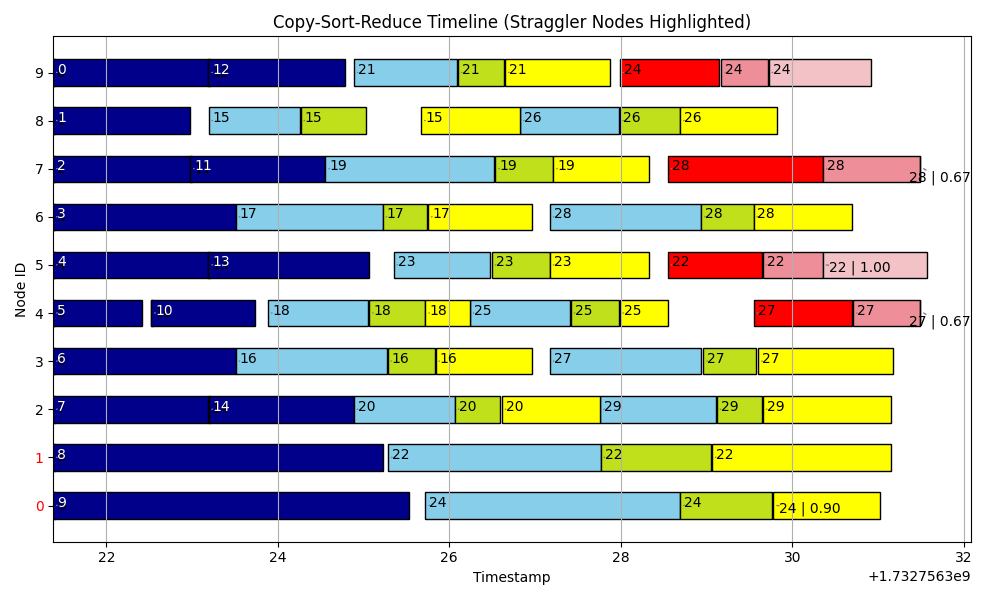 Copy-Sort-Reduce Timeline (Straggler Nodes Highlighted)
Node ID
9 0 12 21 21 21 24 24 24
8 1 15 15 15 26 26 26
7 2 11 19 19 19 28 28
28 | 0.67
6 3 17 17 17 28 28 28
5 4 13 23 23 23 22 22 22 | 1.00
4 5 10 18 18 18 25 25 25 27 27
27 | 0.67
3 6 16 16 16 27 27 27
2 7 14 20 20 20 29 29 29
1 8 22 22 22
0 9 24 24 24 | 0.90
22 24 26 28 30 32
Timestamp
+1.7327563e9